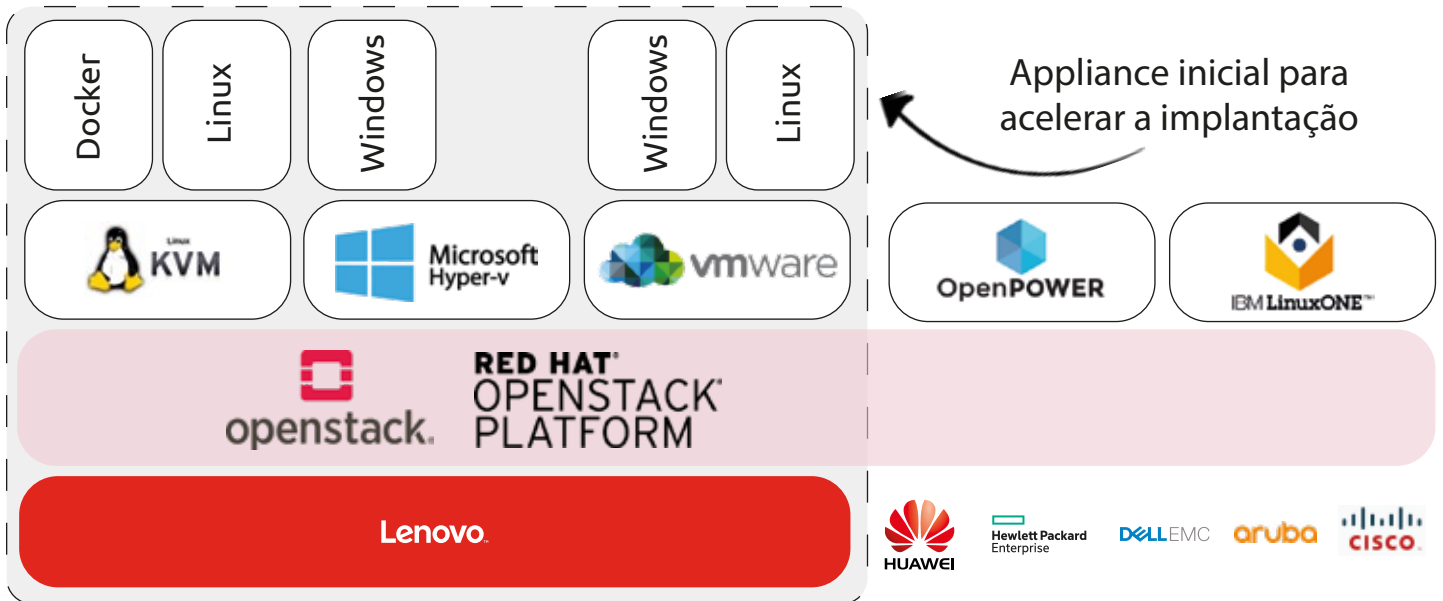 Docker
Linux
Windows
Windows
Linux
Appliance inicial para
acelerar a implantação
Linux
KVM
Microsoft
Hyper-v
vmware
OpenPOWER
IBM LinuxONE™
openstack.
RED HAT®
OPENSTACK®
PLATFORM
Lenovo
HUAWEI
Hewlett Packard
Enterprise
DELLEMC
aruba
CISCO